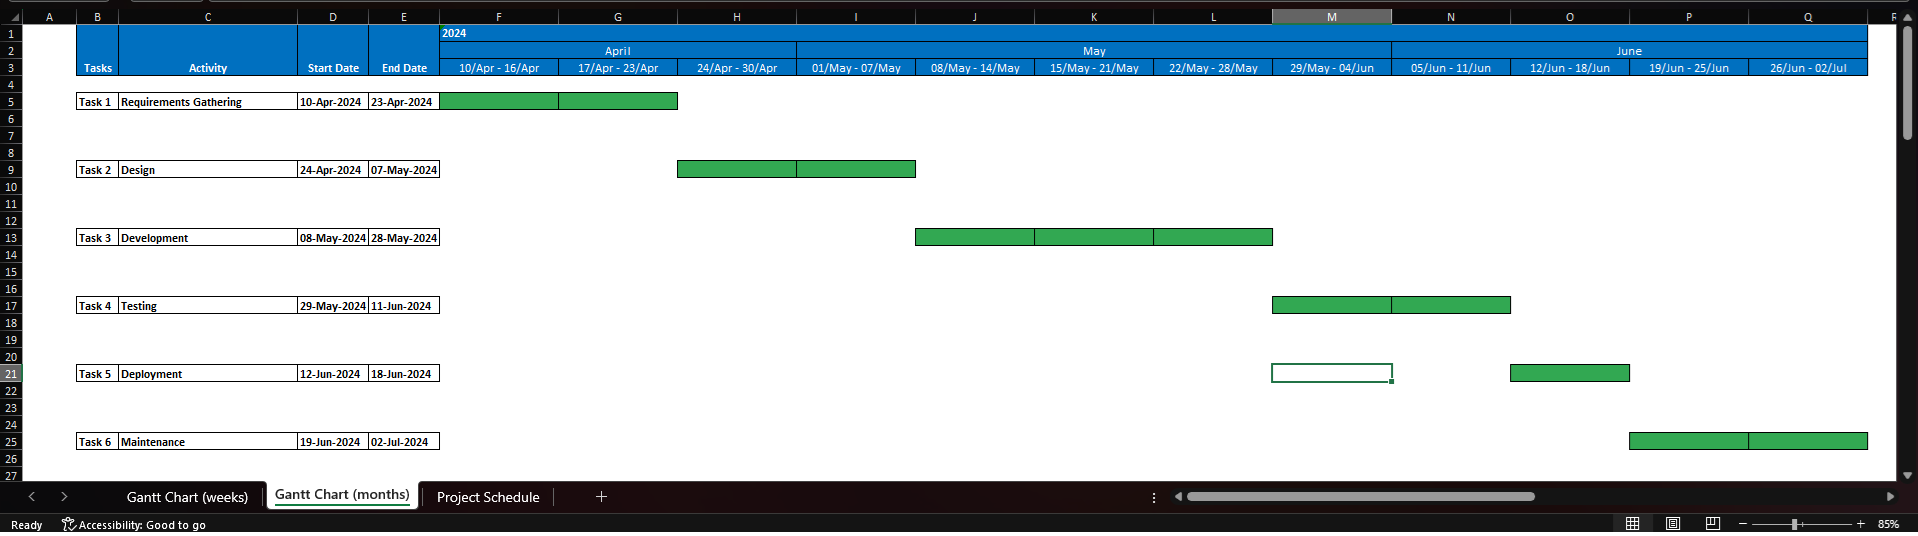 A B C D E F G H I J K L M N O P Q R
1 2024
2 April May June
3 Tasks Activity Start Date End Date 10/Apr - 16/Apr 17/Apr - 23/Apr 24/Apr - 30/Apr 01/May - 07/May 08/May - 14/May 15/May - 21/May 22/May - 28/May 29/May - 04/Jun 05/Jun - 11/Jun 12/Jun - 18/Jun 19/Jun - 25/Jun 26/Jun - 02/Jul
4
5 Task 1 Requirements Gathering 10-Apr-2024 23-Apr-2024
6
7
8
9 Task 2 Design 24-Apr-2024 07-May-2024
10
11
12
13 Task 3 Development 08-May-2024 28-May-2024
14
15
16
17 Task 4 Testing 29-May-2024 11-Jun-2024
18
19
20
21 Task 5 Deployment 12-Jun-2024 18-Jun-2024
22
23
24
25 Task 6 Maintenance 19-Jun-2024 02-Jul-2024
26
27
Gantt Chart (weeks) Gantt Chart (months) Project Schedule
Ready Accessibility: Good to go 85%